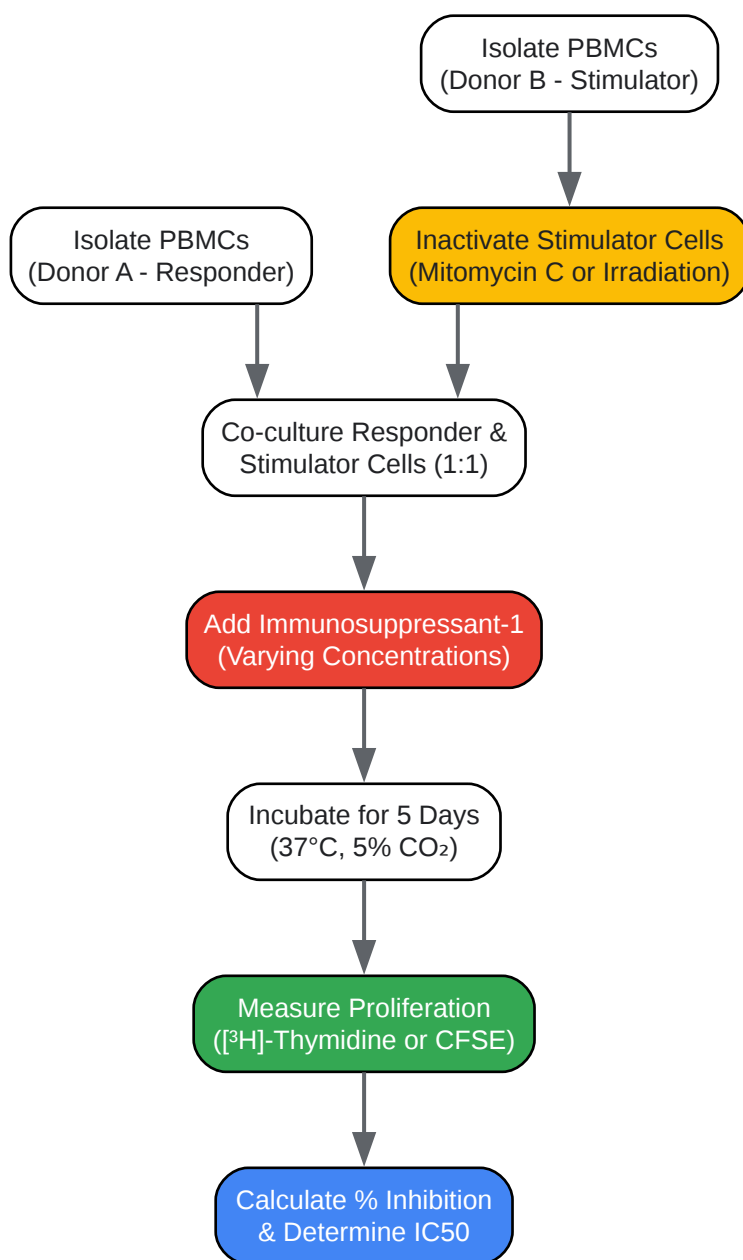 Isolate PBMCs
(Donor B - Stimulator)
Isolate PBMCs
(Donor A - Responder)
Inactivate Stimulator Cells
(Mitomycin C or Irradiation)
Co-culture Responder &
Stimulator Cells (1:1)
Add Immunosuppressant-1
(Varying Concentrations)
Incubate for 5 Days
(37°C, 5% CO₂)
Measure Proliferation
([³H]-Thymidine or CFSE)
Calculate % Inhibition
& Determine IC50